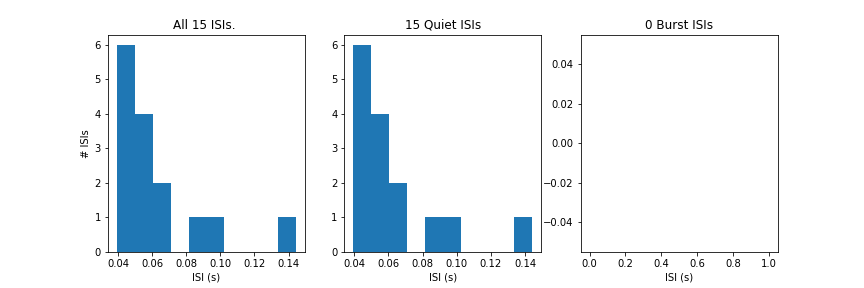 All 15 ISIs.
15 Quiet ISIs
0 Burst ISIs
# ISIs
6
5
4
3
2
1
0
0.04 0.06 0.08 0.10 0.12 0.14
ISI (s)
6
5
4
3
2
1
0
0.04 0.06 0.08 0.10 0.12 0.14
ISI (s)
0.04
0.02
0.00
−0.02
−0.04
0.0 0.2 0.4 0.6 0.8 1.0
ISI (s)